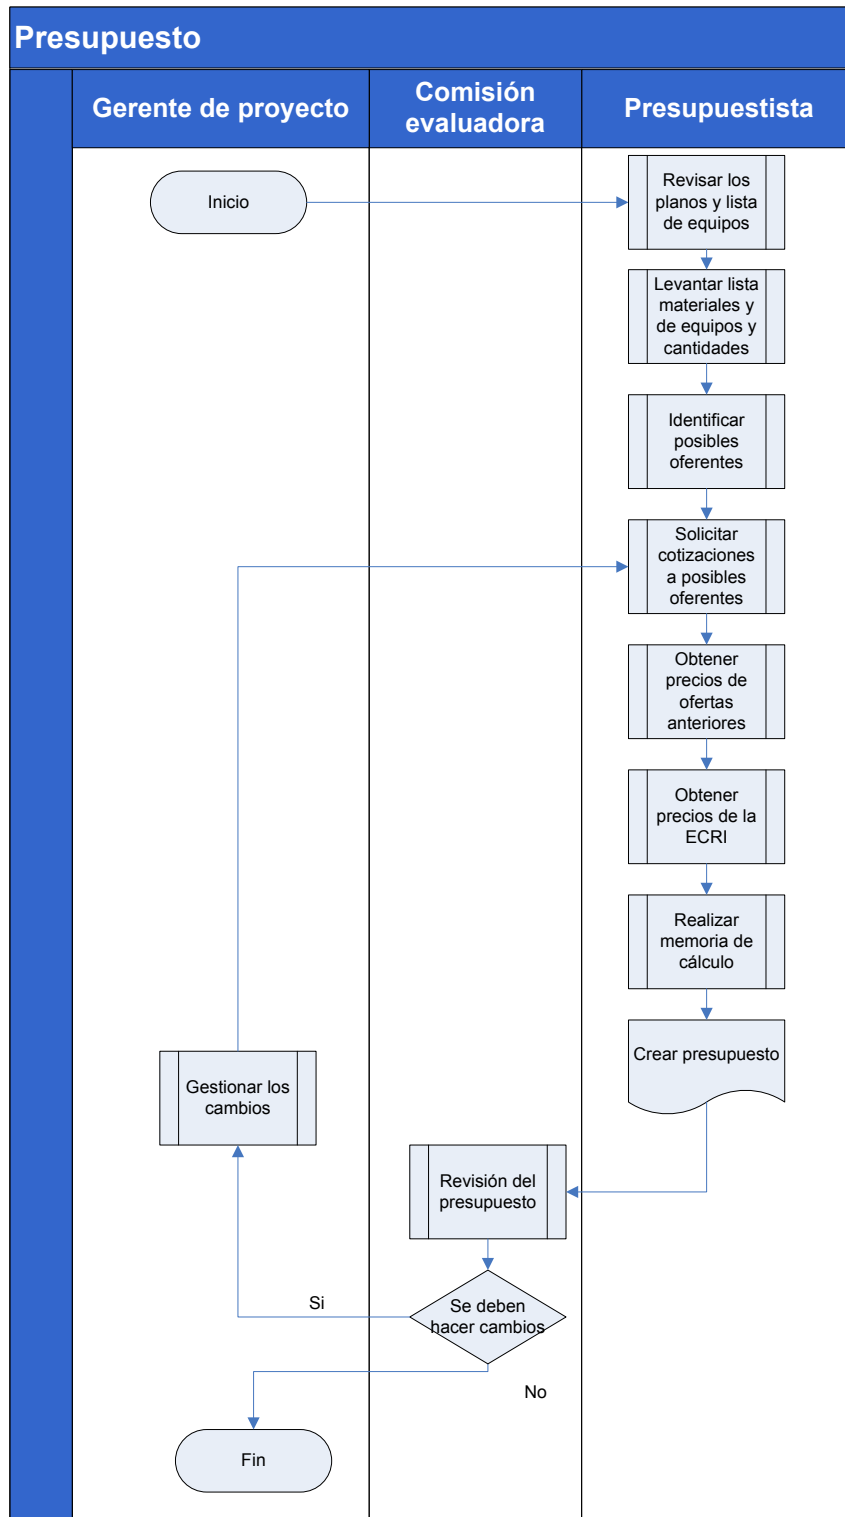 Presupuesto
Gerente de proyecto
Comisión
evaluadora
Presupuestista
Inicio
Revisar los
planos y lista
de equipos
Levantar lista
materiales y
de equipos y
cantidades
Identificar
posibles
oferentes
Solicitar
cotizaciones
a posibles
oferentes
Obtener
precios de
ofertas
anteriores
Obtener
precios de la
ECRI
Realizar
memoria de
cálculo
Crear presupuesto
Gestionar los
cambios
Revisión del
presupuesto
Si
Se deben
hacer cambios
No
Fin